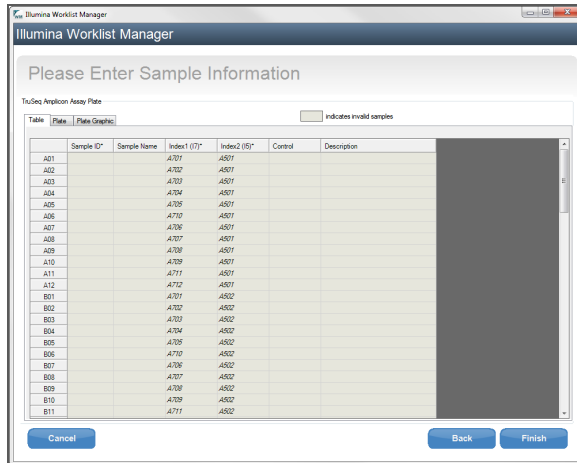 Illumina Worklist Manager
Illumina Worklist Manager
Please Enter Sample Information
TruSeq Amplicon Assay Plate
indicates invalid samples
Table Plate Plate Graphic
Sample ID* Sample Name Index1 (I7)* Index2 (I5)* Control Description
A01 A701 A501
A02 A702 A501
A03 A703 A501
A04 A704 A501
A05 A705 A501
A06 A710 A501
A07 A706 A501
A08 A707 A501
A09 A708 A501
A10 A709 A501
A11 A711 A501
A12 A712 A501
B01 A701 A502
B02 A702 A502
B03 A703 A502
B04 A704 A502
B05 A705 A502
B06 A710 A502
B07 A706 A502
B08 A707 A502
B09 A708 A502
B10 A709 A502
B11 A711 A502
Cancel Back Finish